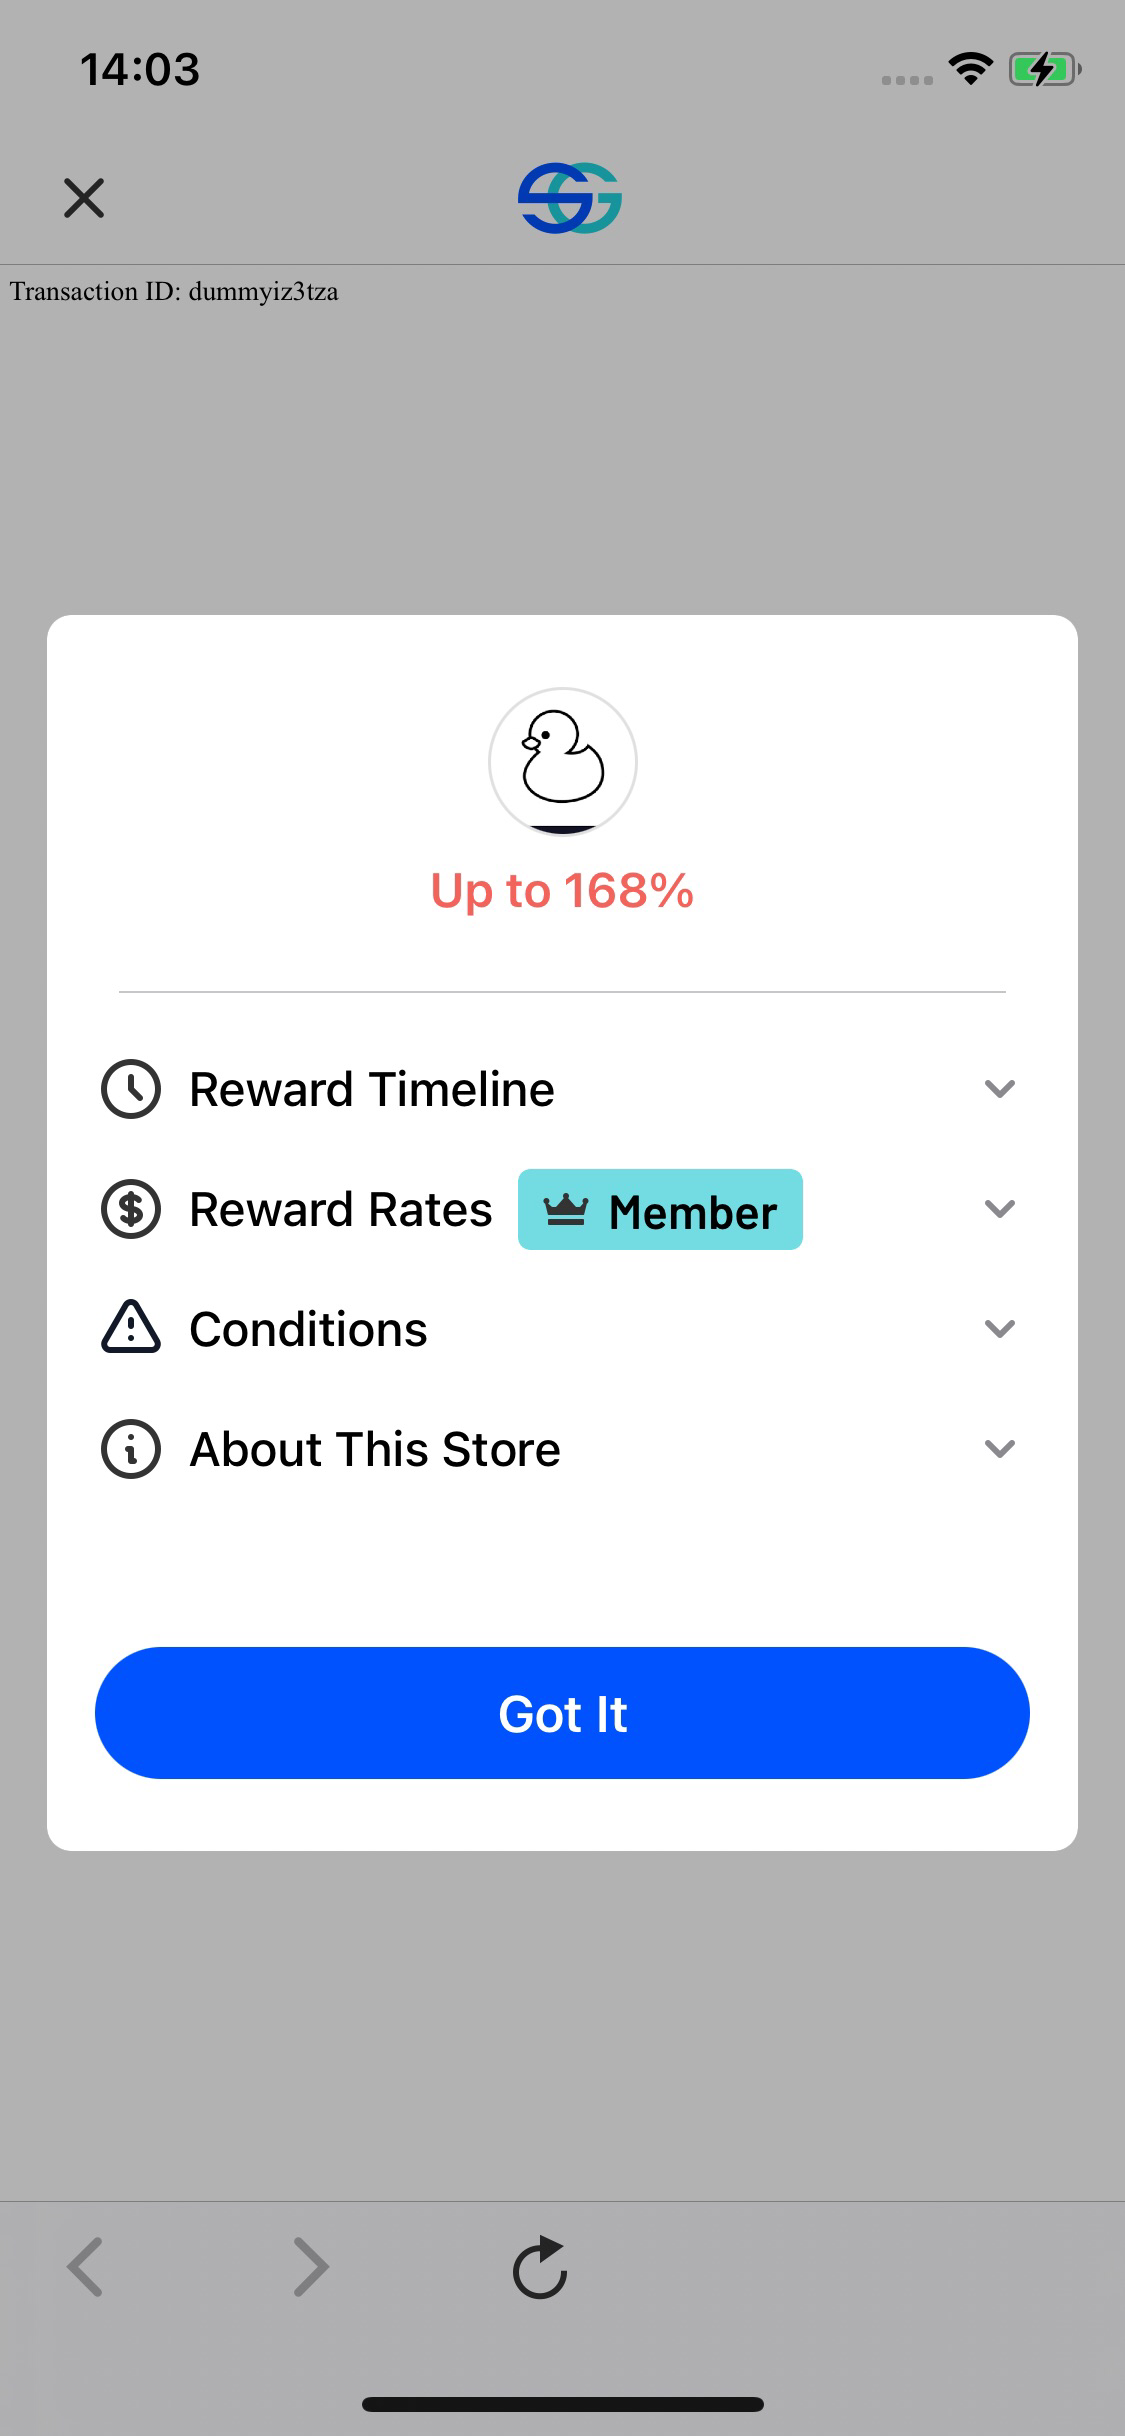 14:03
SG
Transaction ID: dummyiz3tza
Up to 168%
Reward Timeline
Reward Rates Member
Conditions
About This Store
Got It